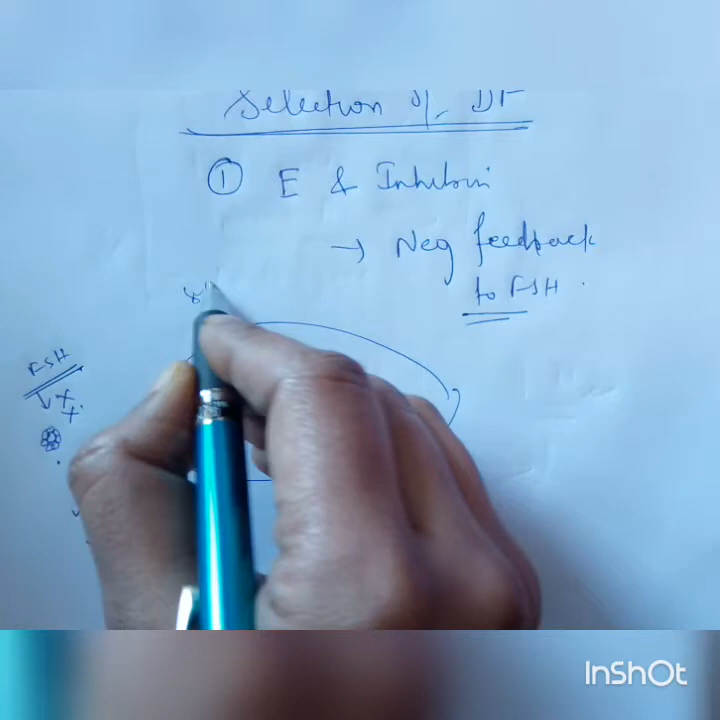 Selection of DF
① E & Inhibin
→ Neg feedback
to FSH.
FSH
↓ x x
InShOt